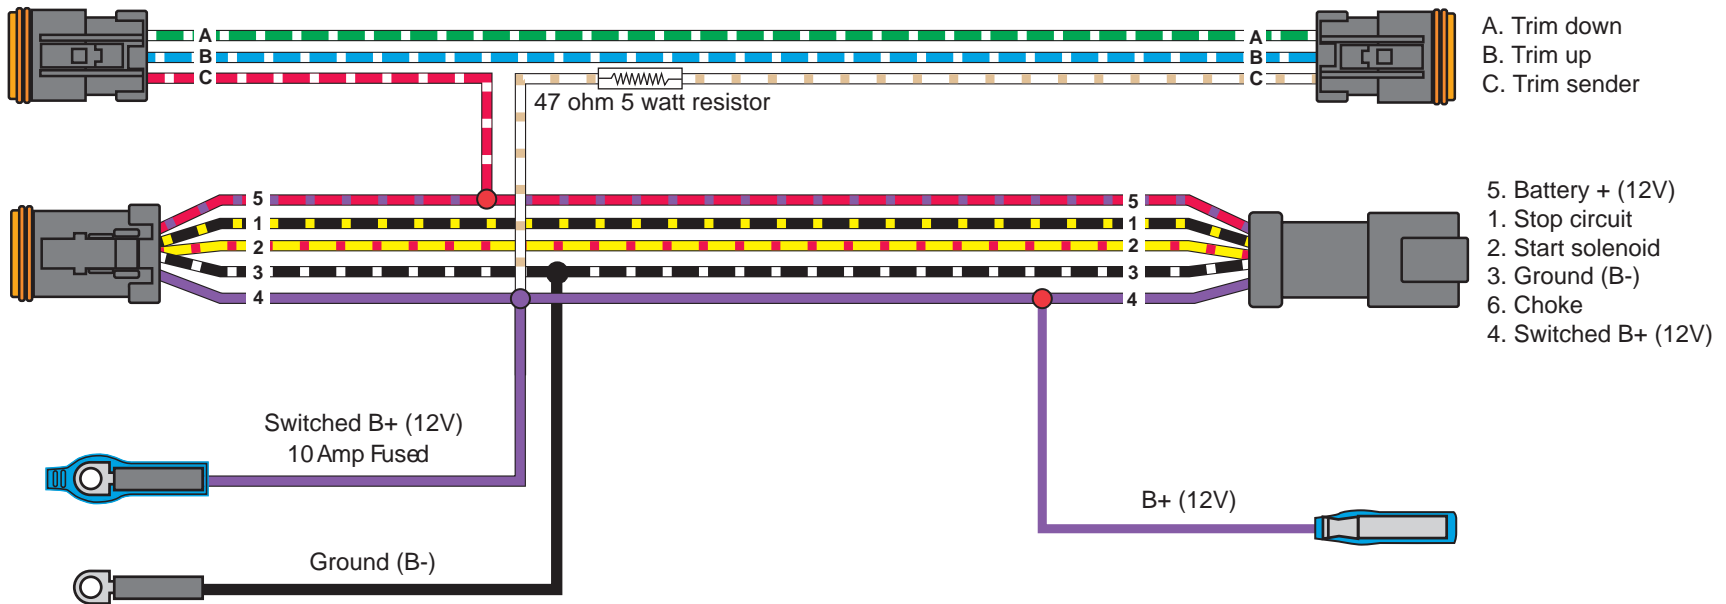 A A
B B
C C
A. Trim down
B. Trim up
C. Trim sender
47 ohm 5 watt resistor
5 5
1 1
2 2
3 3
4 4
5. Battery + (12V)
1. Stop circuit
2. Start solenoid
3. Ground (B-)
6. Choke
4. Switched B+ (12V)
Switched B+ (12V)
10 Amp Fused
B+ (12V)
Ground (B-)